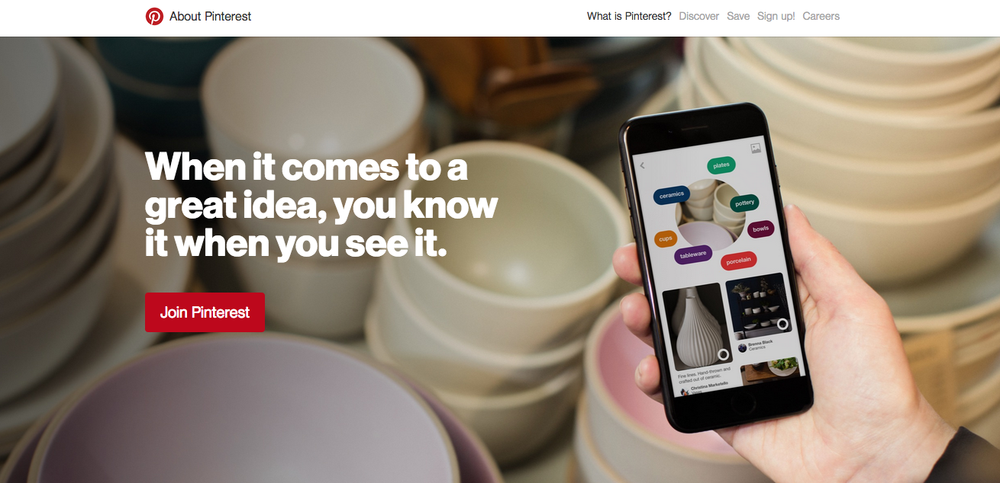 About Pinterest
What is Pinterest? Discover Save Sign up! Careers
When it comes to a
great idea, you know
it when you see it.
Join Pinterest
plates
ceramics
pottery
bowls
cups
tableware
porcelain
Fine lines. Hand-thrown and
crafted out of ceramic.
Christina Markatello
Vases
Brenna Black
Ceramics